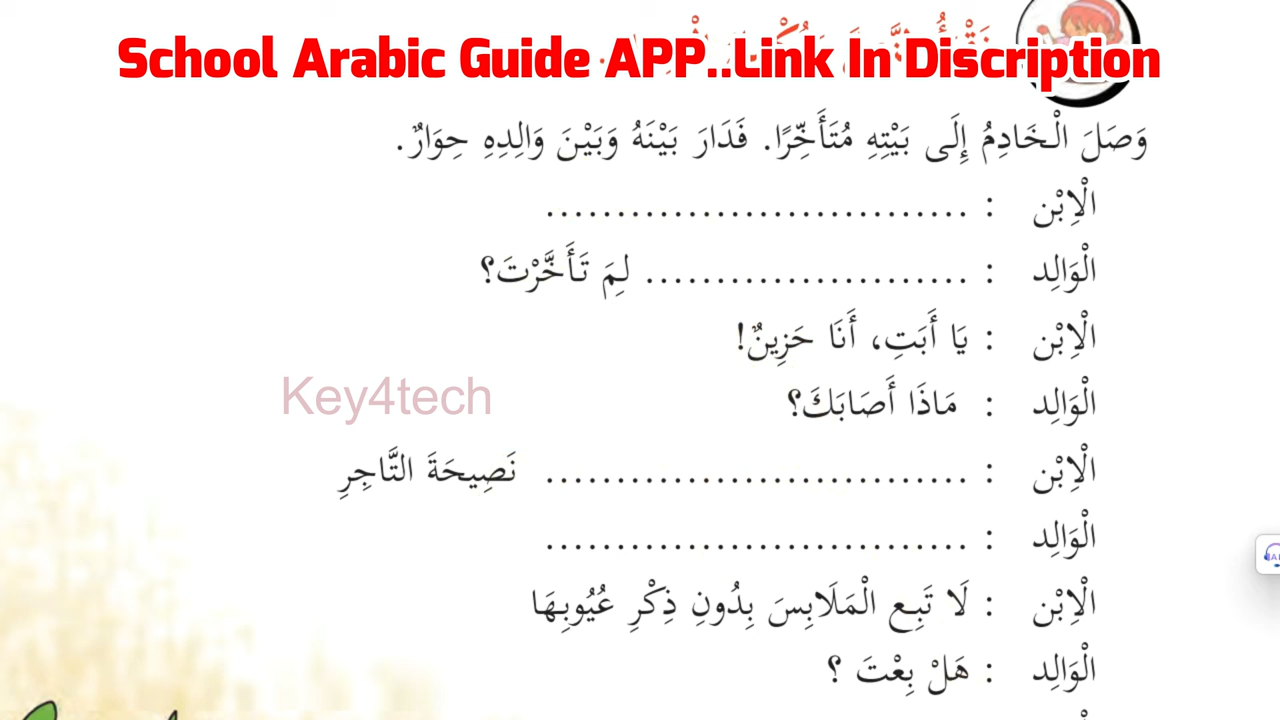 School Arabic Guide APP..Link In Discription
وَصَلَ الْخَادِمُ إِلَى بَيْتِهِ مُتَأَخِّرًا. فَدَارَ بَيْنَهُ وَبَيْنَ وَالِدِهِ حِوَارٌ.
الْاِبْن : ..............................
الْوَالِد : ....................... لِمَ تَأَخَّرْتَ؟
الْاِبْن : يَا أَبَتِ، أَنَا حَزِينٌ!
الْوَالِد : مَاذَا أَصَابَكَ؟
Key4tech
الْاِبْن : .............................. نَصِيحَةَ التَّاجِرِ
الْوَالِد : ..............................
الْاِبْن : لَا تَبِع الْمَلَابِسَ بِدُونِ ذِكْرِ عُيُوبِهَا
الْوَالِد : هَلْ بِعْتَ ؟